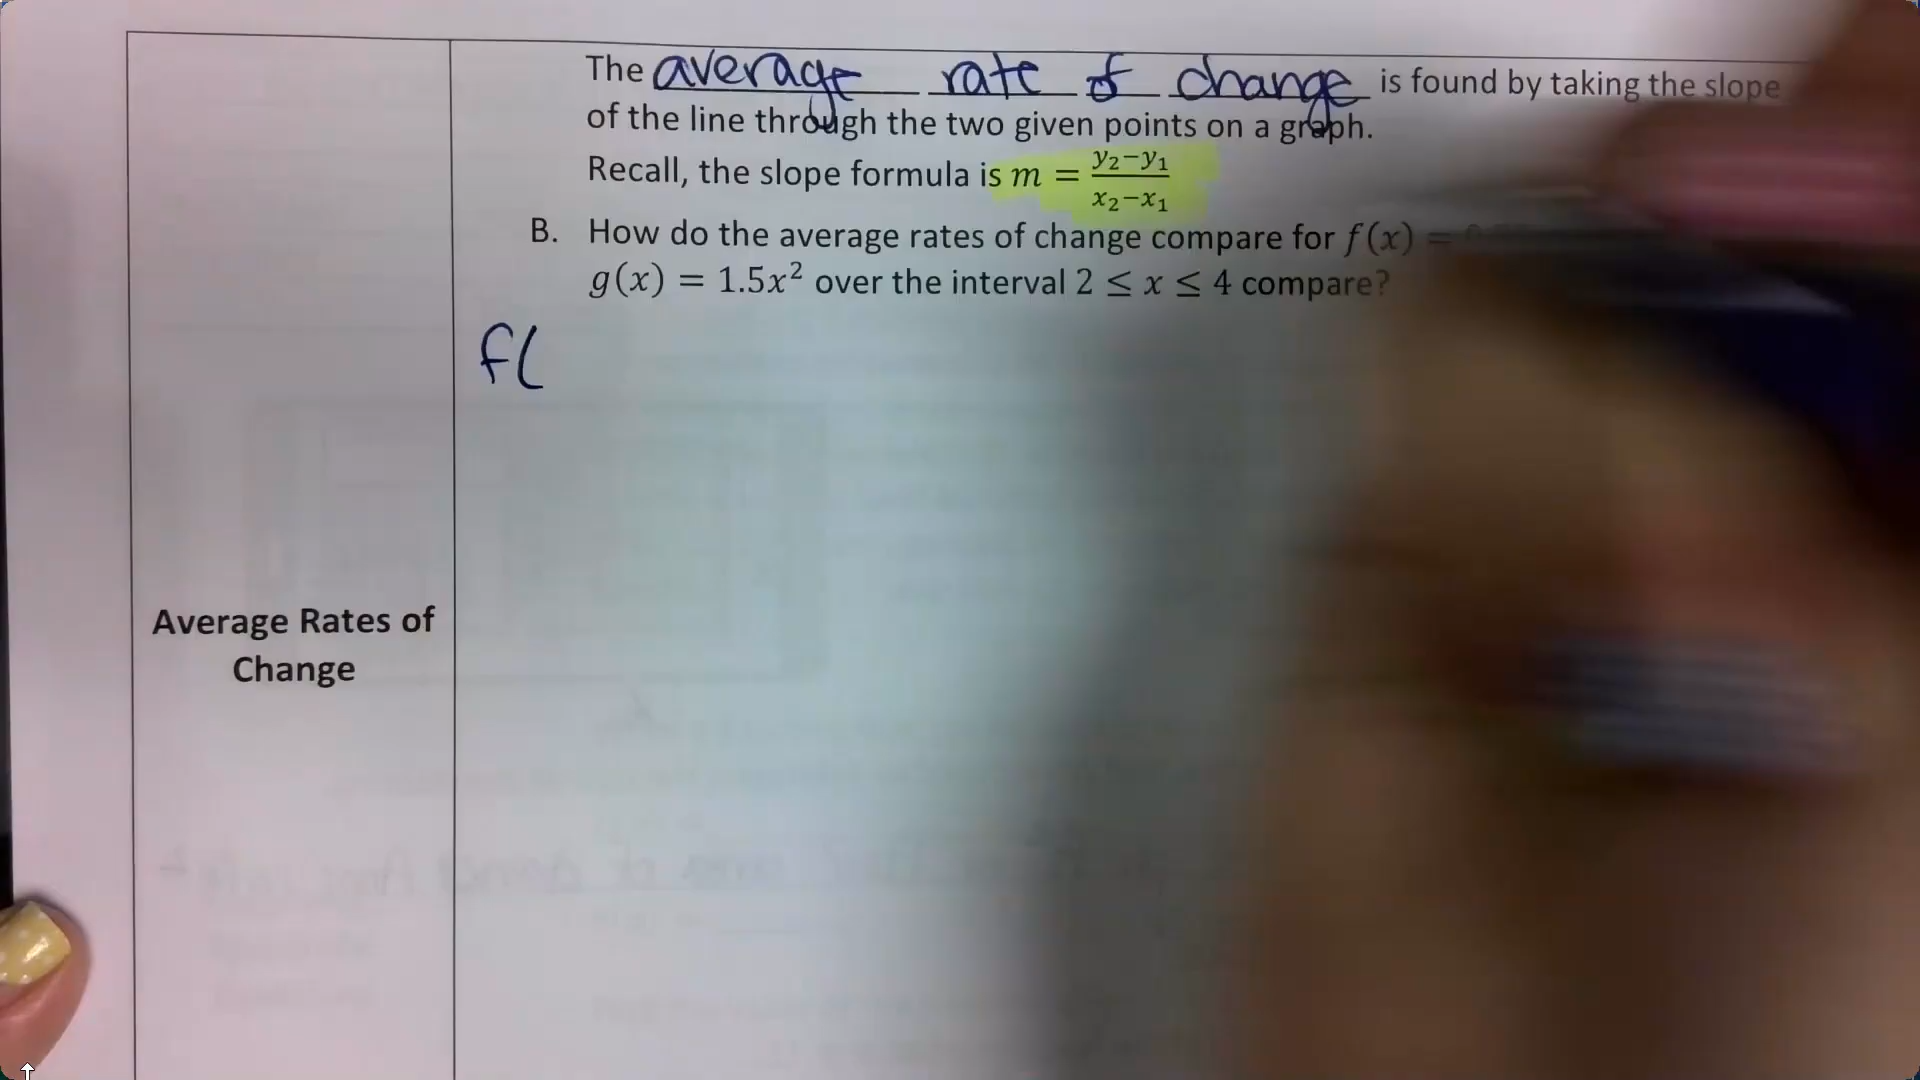 The average rate of change is found by taking the slope
of the line through the two given points on a graph.
Recall, the slope formula is m = \frac{y₂−y₁}{x₂−x₁}
B. How do the average rates of change compare for f(x) =
g(x) = 1.5x² over the interval 2 ≤ x ≤ 4 compare?
f(
Average Rates of
Change